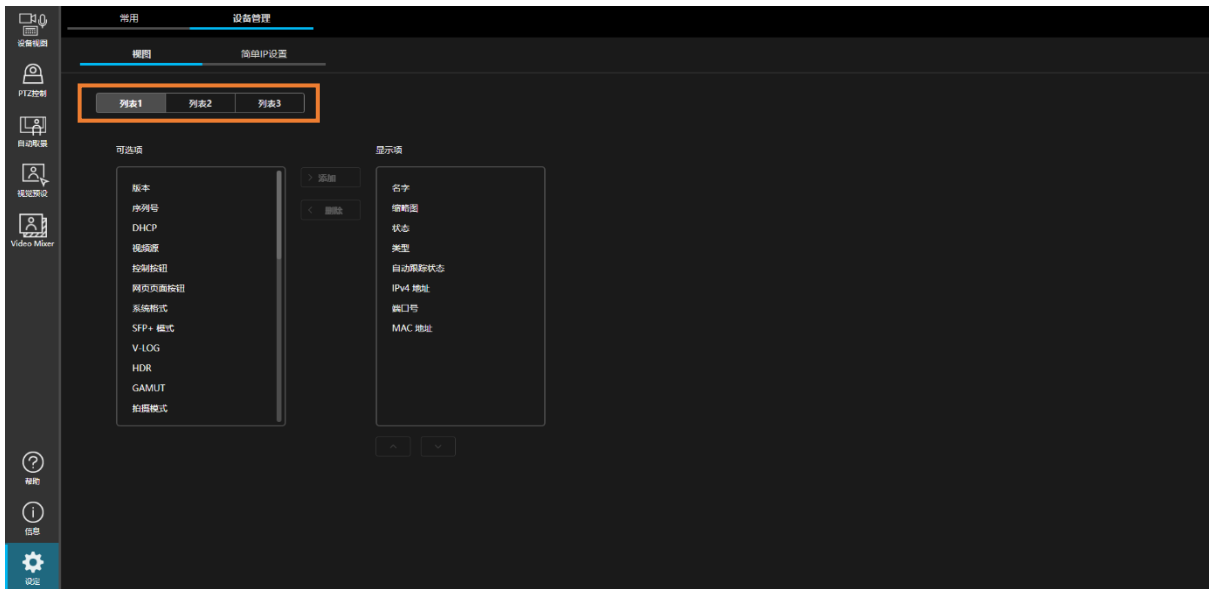 常用
设备管理
设备视图
视图
简单IP设置
PTZ控制
列表1
列表2
列表3
自动取景
可选项
显示项
版本
序列号
DHCP
视频源
控制按钮
网页页面按钮
系统格式
SFP+ 模式
V-LOG
HDR
GAMUT
拍摄模式
> 添加
< 删除
名字
缩略图
状态
类型
自动跟踪状态
IPv4 地址
端口号
MAC 地址
视觉预设
Video Mixer
帮助
信息
设定